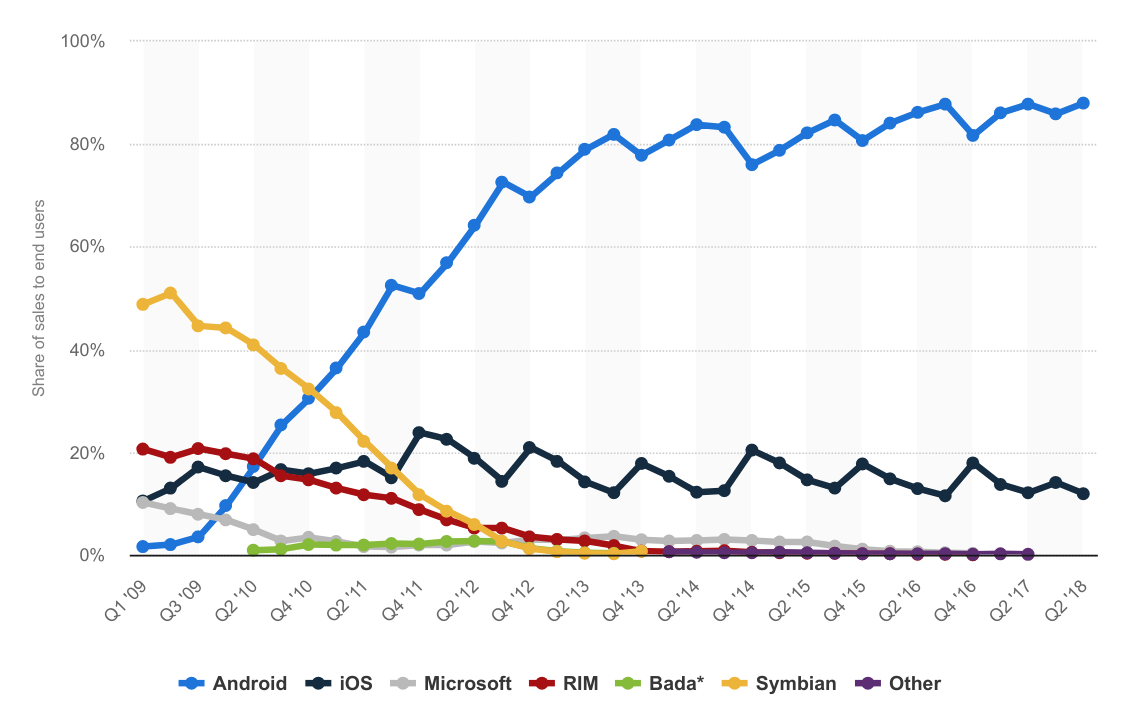 100%
80%
60%
40%
20%
0%
Share of sales to end users
Q1 '09
Q3 '09
Q2 '10
Q4 '10
Q2 '11
Q4 '11
Q2 '12
Q4 '12
Q2 '13
Q4 '13
Q2 '14
Q4 '14
Q2 '15
Q4 '15
Q2 '16
Q4 '16
Q2 '17
Q2 '18
Android iOS Microsoft RIM Bada* Symbian Other